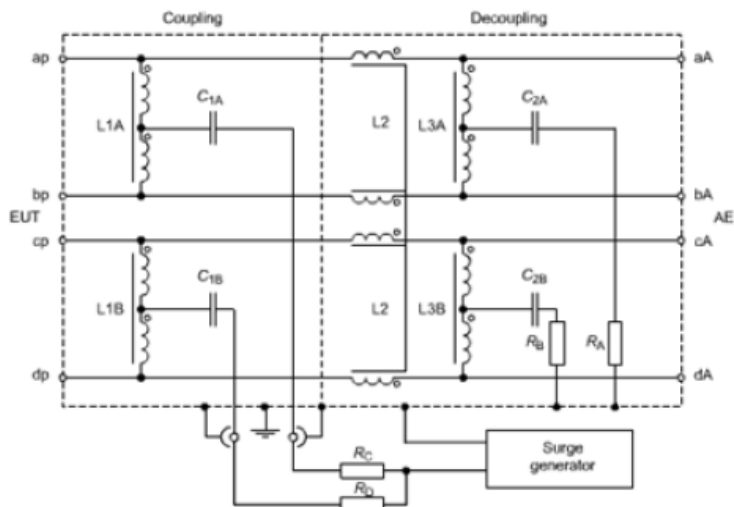 Coupling Decoupling
ap aA
C1A C2A
L1A L2 L3A
bp bA
EUT AE
cp cA
C1B C2B
L1B L2 L3B
RB RA
dp dA
RC
RD
Surge
generator